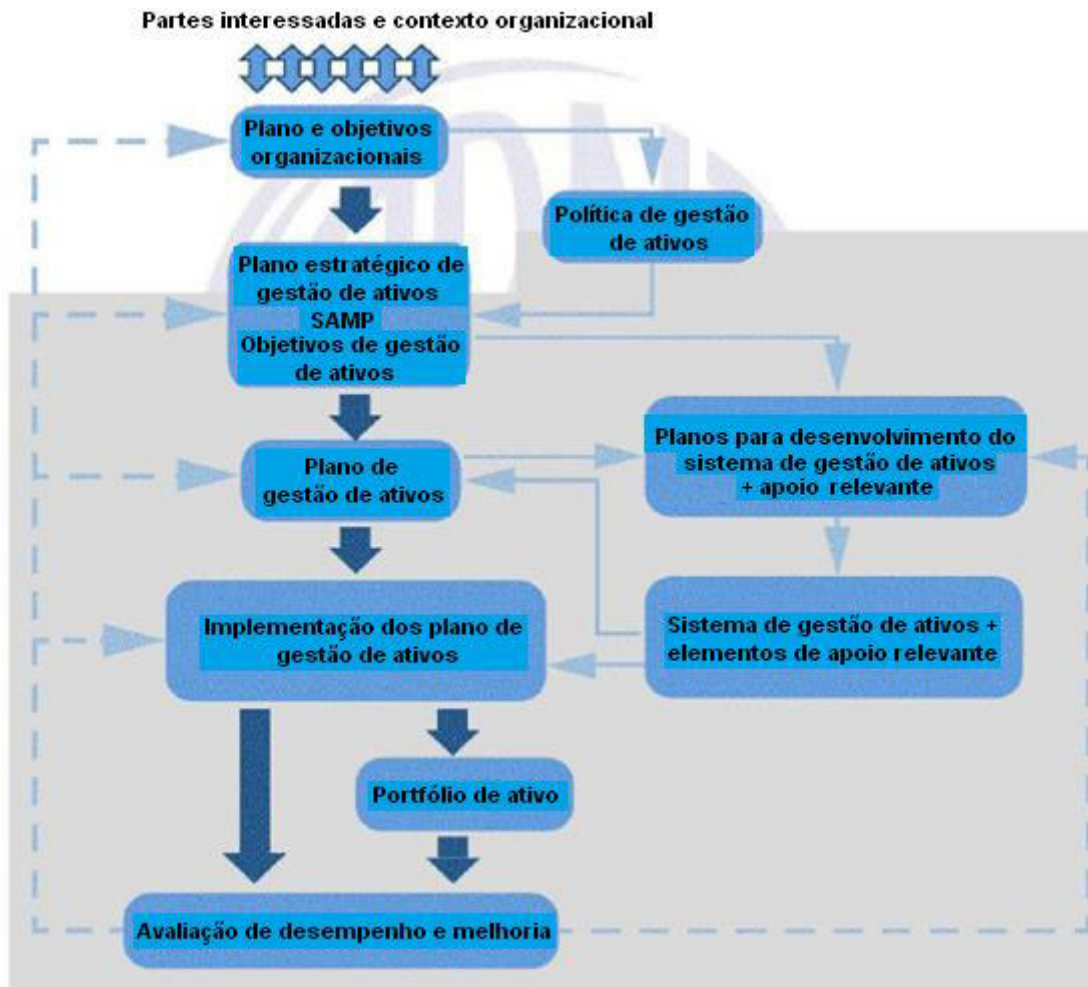 Partes interessadas e contexto organizacional
Plano e objetivos
organizacionais
Política de gestão
de ativos
Plano estratégico de
gestão de ativos
SAMP
Objetivos de gestão
de ativos
Planos para desenvolvimento do
sistema de gestão de ativos
+ apoio relevante
Plano de
gestão de ativos
Implementação dos plano de
gestão de ativos
Sistema de gestão de ativos +
elementos de apoio relevante
Portfólio de ativo
Avaliação de desempenho e melhoria